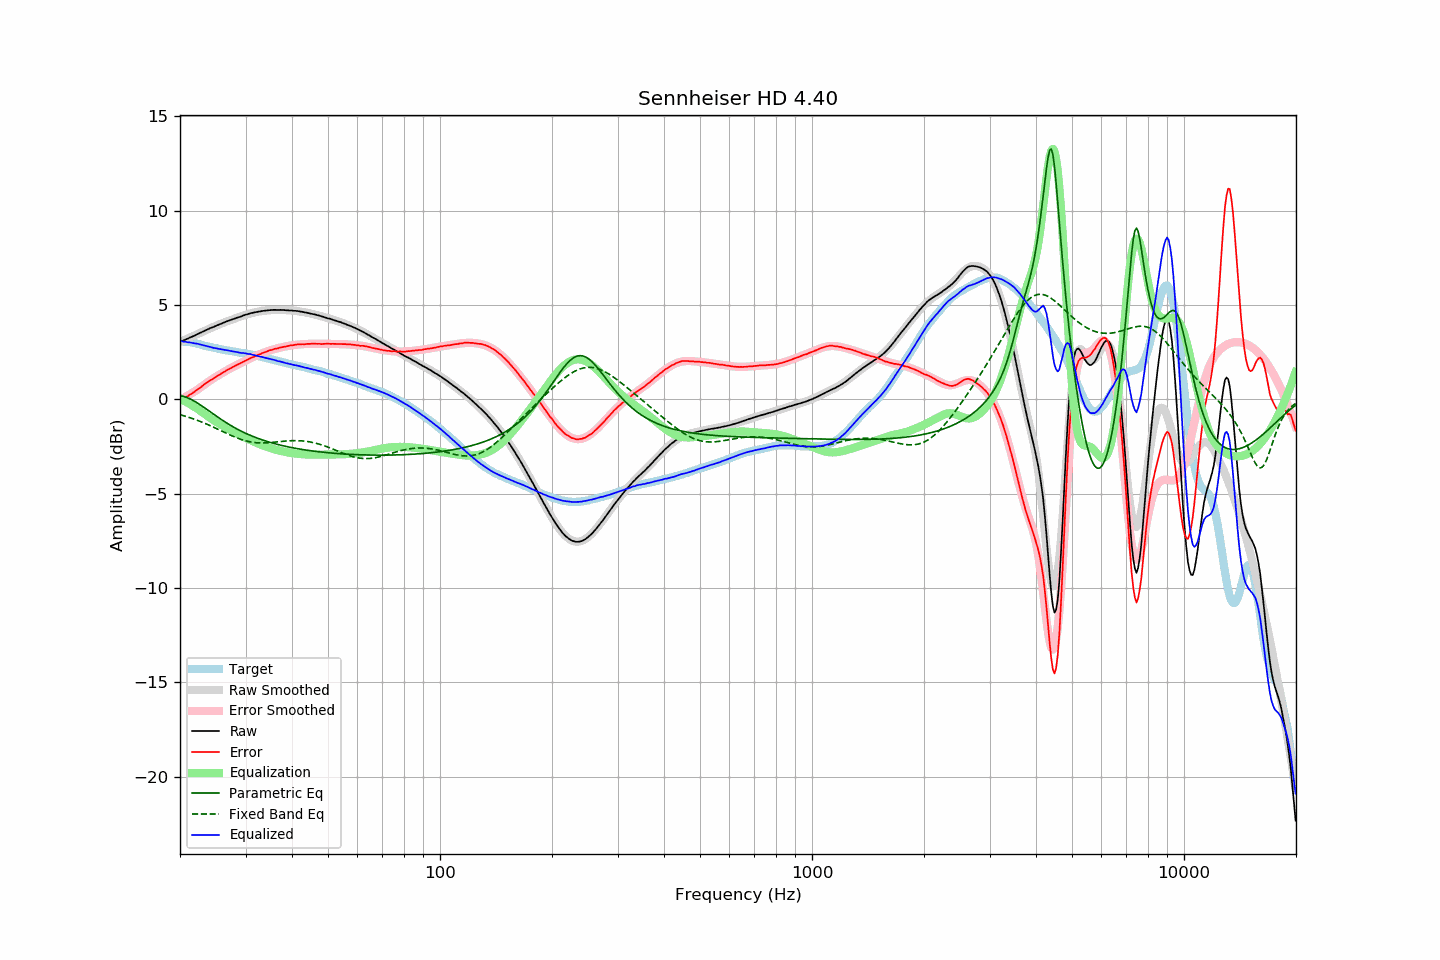 Sennheiser HD 4.40
15
10
5
0
−5
−10
−15
−20
Amplitude (dBr)
Target
Raw Smoothed
Error Smoothed
Raw
Error
Equalization
Parametric Eq
Fixed Band Eq
Equalized
100 1000 10000
Frequency (Hz)